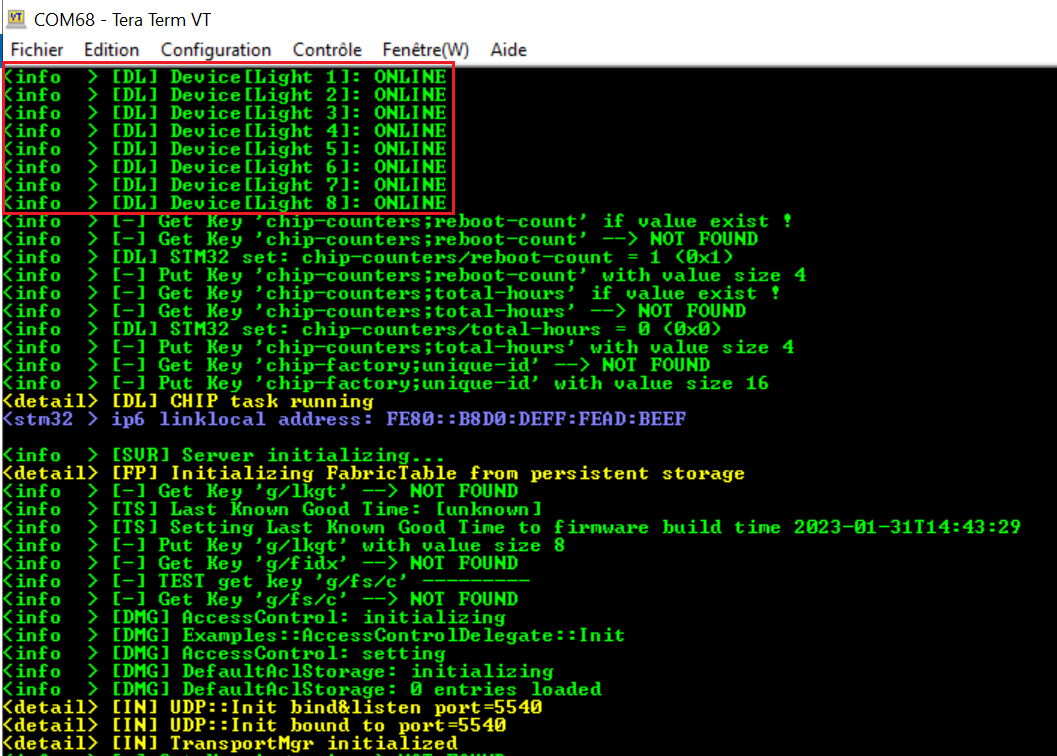 COM68 - Tera Term VT
Fichier Edition Configuration Contrôle Fenêtre(W) Aide
<info > [DL] Device[Light 1]: ONLINE
<info > [DL] Device[Light 2]: ONLINE
<info > [DL] Device[Light 3]: ONLINE
<info > [DL] Device[Light 4]: ONLINE
<info > [DL] Device[Light 5]: ONLINE
<info > [DL] Device[Light 6]: ONLINE
<info > [DL] Device[Light 7]: ONLINE
<info > [DL] Device[Light 8]: ONLINE
<info > [-] Get Key 'chip-counters;reboot-count' if value exist !
<info > [-] Get Key 'chip-counters;reboot-count' --> NOT FOUND
<info > [DL] STM32 set: chip-counters/reboot-count = 1 (0x1)
<info > [-] Put Key 'chip-counters;reboot-count' with value size 4
<info > [-] Get Key 'chip-counters;total-hours' if value exist !
<info > [-] Get Key 'chip-counters;total-hours' --> NOT FOUND
<info > [DL] STM32 set: chip-counters/total-hours = 0 (0x0)
<info > [-] Put Key 'chip-counters;total-hours' with value size 4
<info > [-] Get Key 'chip-factory;unique-id' --> NOT FOUND
<info > [-] Put Key 'chip-factory;unique-id' with value size 16
<detail> [DL] CHIP task running
<stm32 > ip6 linklocal address: FE80::B8D0:DEFF:FEAD:BEEF
<info > [SVR] Server initializing...
<detail> [FP] Initializing FabricTable from persistent storage
<info > [-] Get Key 'g/lkgt' --> NOT FOUND
<info > [TS] Last Known Good Time: [unknown]
<info > [TS] Setting Last Known Good Time to firmware build time 2023-01-31T14:43:29
<info > [-] Put Key 'g/lkgt' with value size 8
<info > [-] Get Key 'g/fidx' --> NOT FOUND
<info > [-] TEST get key 'g/fs/c' ---------
<info > [-] Get Key 'g/fs/c' --> NOT FOUND
<info > [DMG] AccessControl: initializing
<info > [DMG] Examples::AccessControlDelegate::Init
<info > [DMG] AccessControl: setting
<info > [DMG] DefaultAclStorage: initializing
<info > [DMG] DefaultAclStorage: 0 entries loaded
<detail> [IN] UDP::Init bind&listen port=5540
<detail> [IN] UDP::Init bound to port=5540
<detail> [IN] TransportMgr initialized